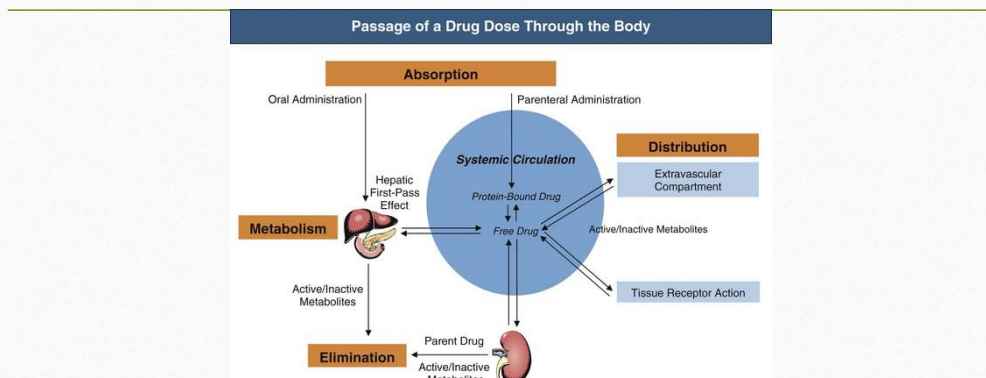 Passage of a Drug Dose Through the Body
Absorption
Oral Administration
Parenteral Administration
Systemic Circulation
Distribution
Extravascular
Compartment
Hepatic
First-Pass
Effect
Protein-Bound Drug
Metabolism
Free Drug
Active/Inactive Metabolites
Active/Inactive
Metabolites
Tissue Receptor Action
Parent Drug
Elimination
Active/Inactive
Metabolites